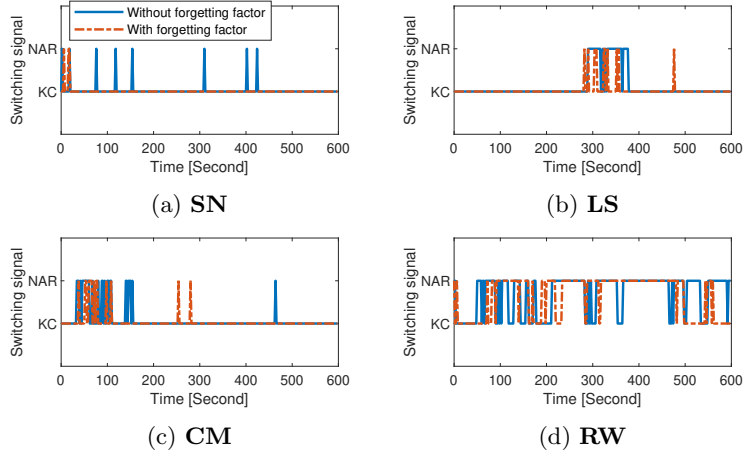 Without forgetting factor
With forgetting factor
Switching signal
NAR
KC
0 100 200 300 400 500 600
Time [Second]
(a) SN
Switching signal
NAR
KC
0 100 200 300 400 500 600
Time [Second]
(b) LS
Switching signal
NAR
KC
0 100 200 300 400 500 600
Time [Second]
(c) CM
Switching signal
NAR
KC
0 100 200 300 400 500 600
Time [Second]
(d) RW